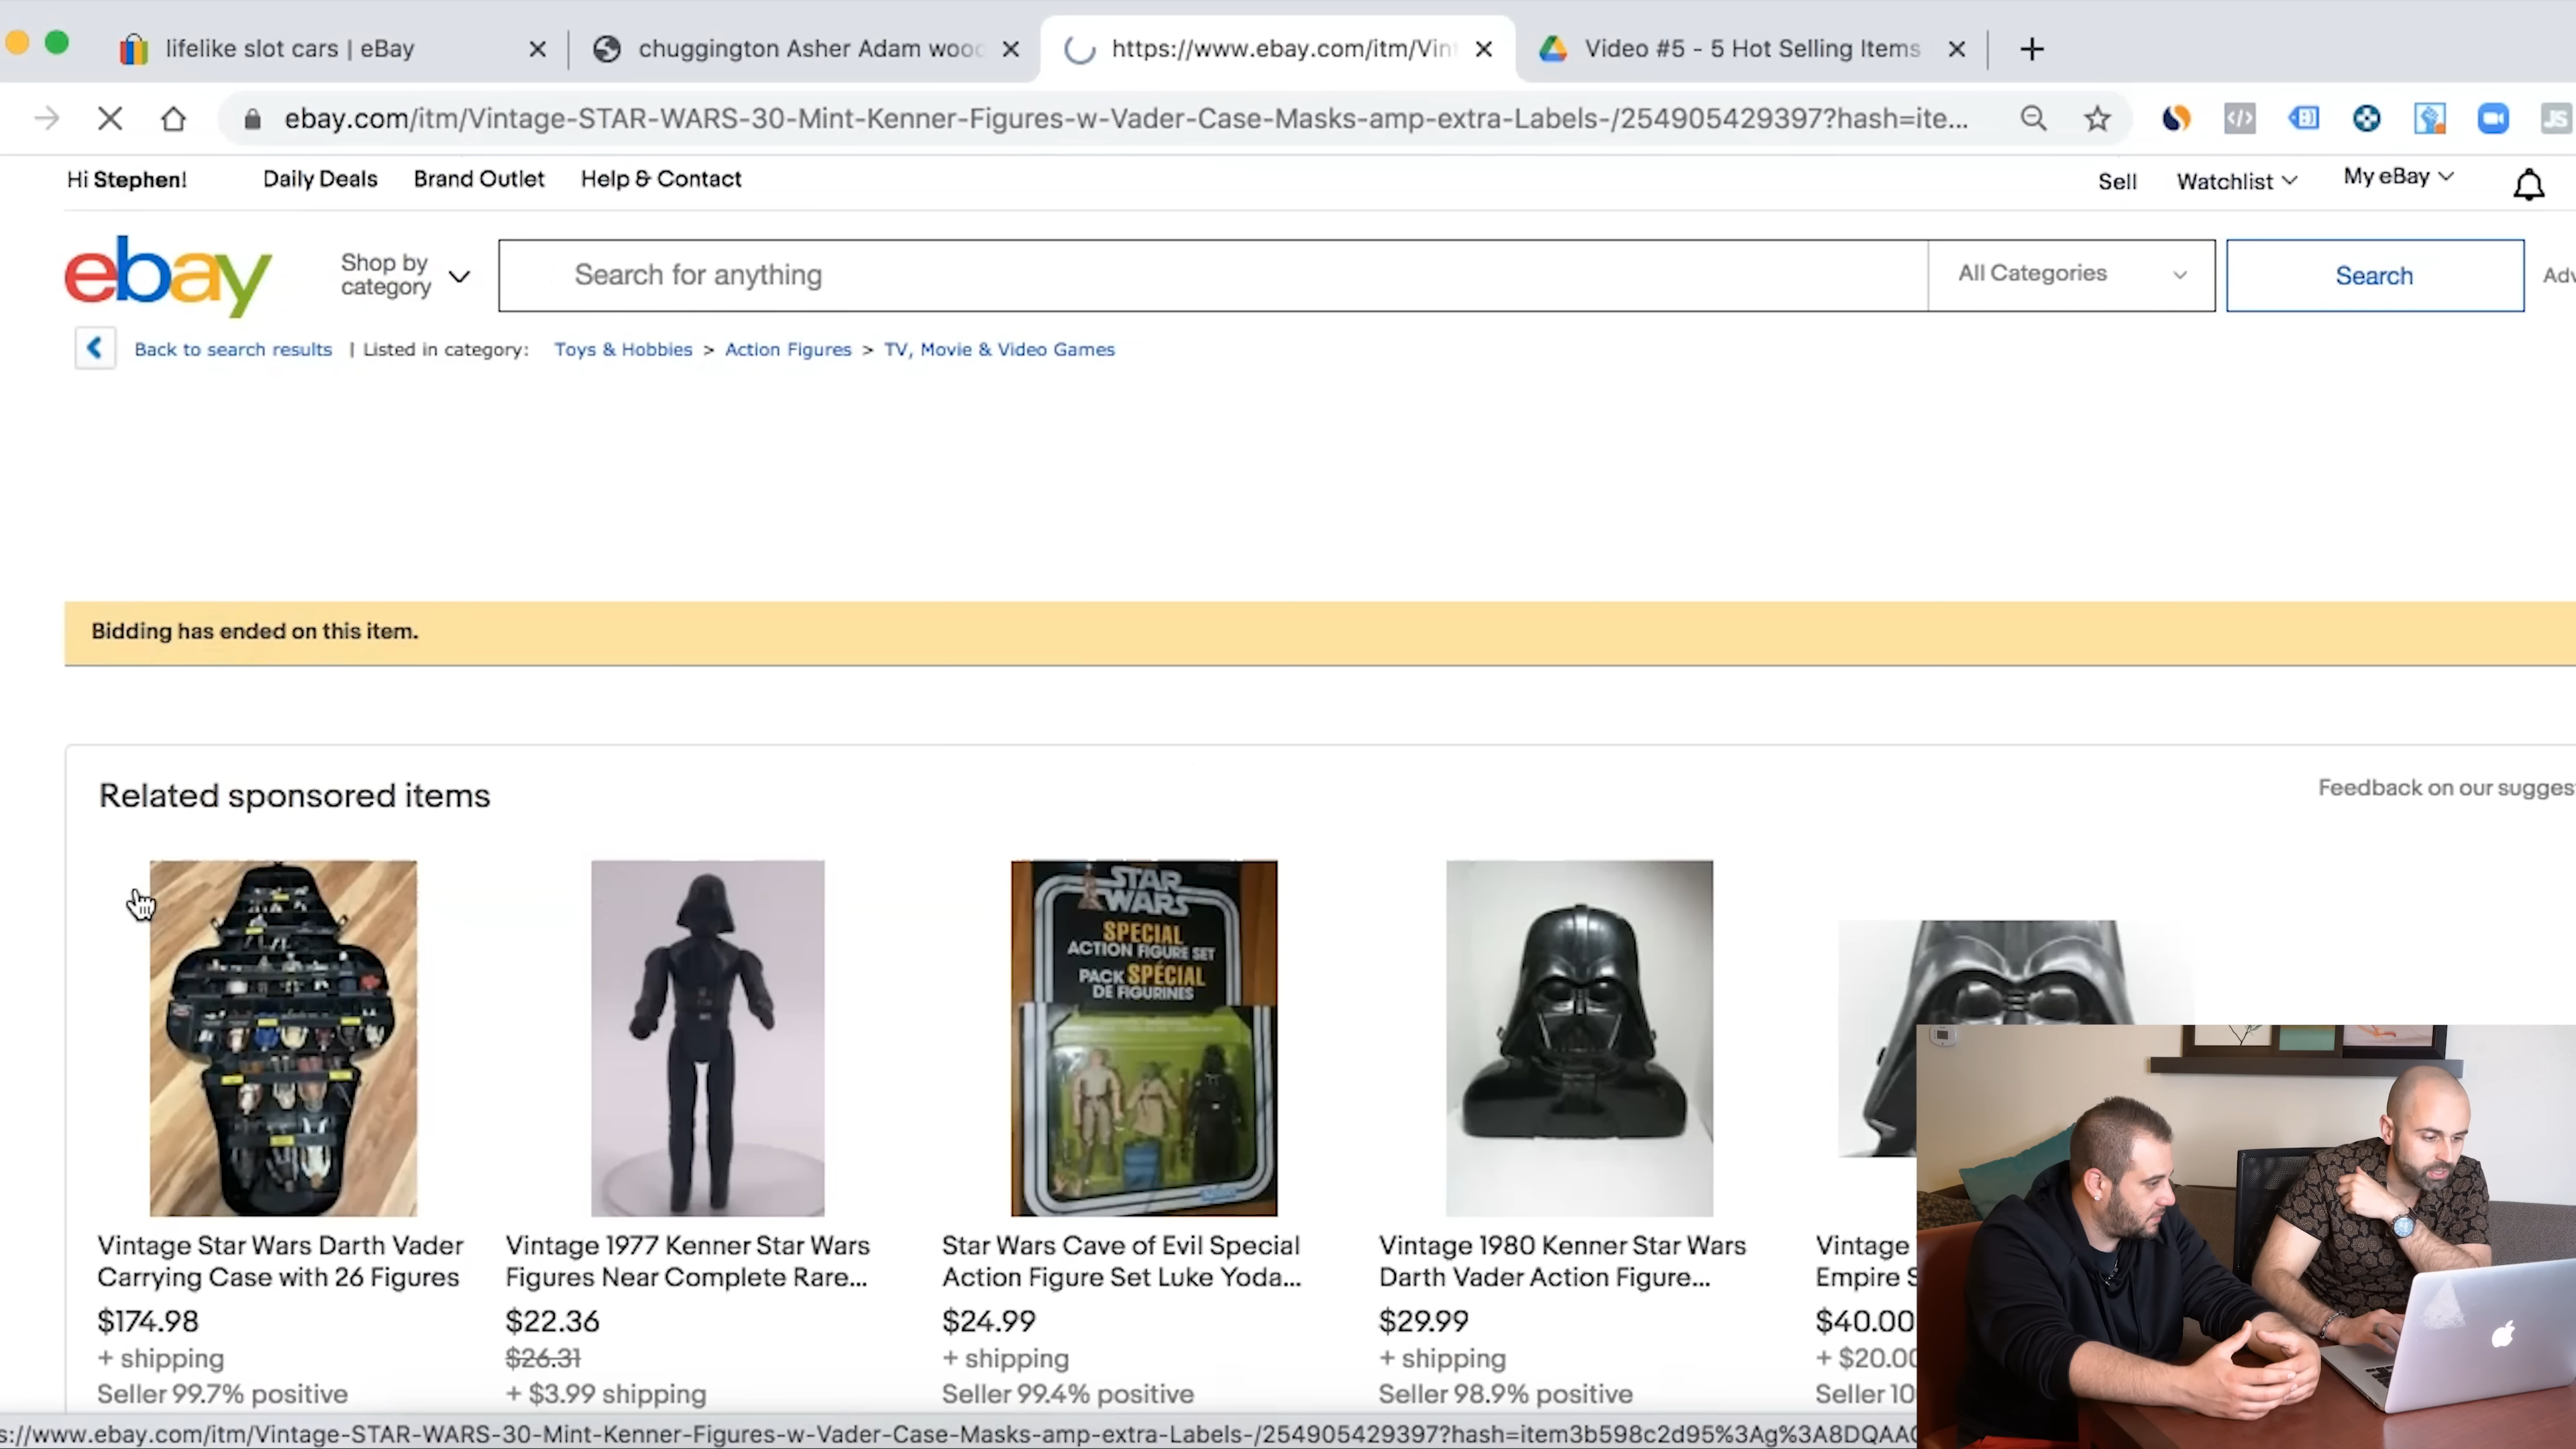 lifelike slot cars | eBay
chuggington Asher Adam wood
https://www.ebay.com/itm/Vin
Video #5 - 5 Hot Selling Items
ebay.com/itm/Vintage-STAR-WARS-30-Mint-Kenner-Figures-w-Vader-Case-Masks-amp-extra-Labels-/254905429397?hash=ite...
Hi Stephen!
Daily Deals
Brand Outlet
Help & Contact
Sell
Watchlist
My eBay
ebay
Shop by
category
Search for anything
All Categories
Search
Adv
Back to search results | Listed in category: Toys & Hobbies > Action Figures > TV, Movie & Video Games
Bidding has ended on this item.
Related sponsored items
Feedback on our sugges
STAR
WARS
SPECIAL
ACTION FIGURE SET
PACK SPÉCIAL
DE FIGURINES
Vintage Star Wars Darth Vader
Carrying Case with 26 Figures
$174.98
+ shipping
Seller 99.7% positive
Vintage 1977 Kenner Star Wars
Figures Near Complete Rare...
$22.36
$26.31
+ $3.99 shipping
Star Wars Cave of Evil Special
Action Figure Set Luke Yoda...
$24.99
+ shipping
Seller 99.4% positive
Vintage 1980 Kenner Star Wars
Darth Vader Action Figure...
$29.99
+ shipping
Seller 98.9% positive
Vintage
Empire S
$40.00
+ $20.00
Seller 10
s://www.ebay.com/itm/Vintage-STAR-WARS-30-Mint-Kenner-Figures-w-Vader-Case-Masks-amp-extra-Labels-/254905429397?hash=item3b598c2d95%3Ag%3A8DQAAO